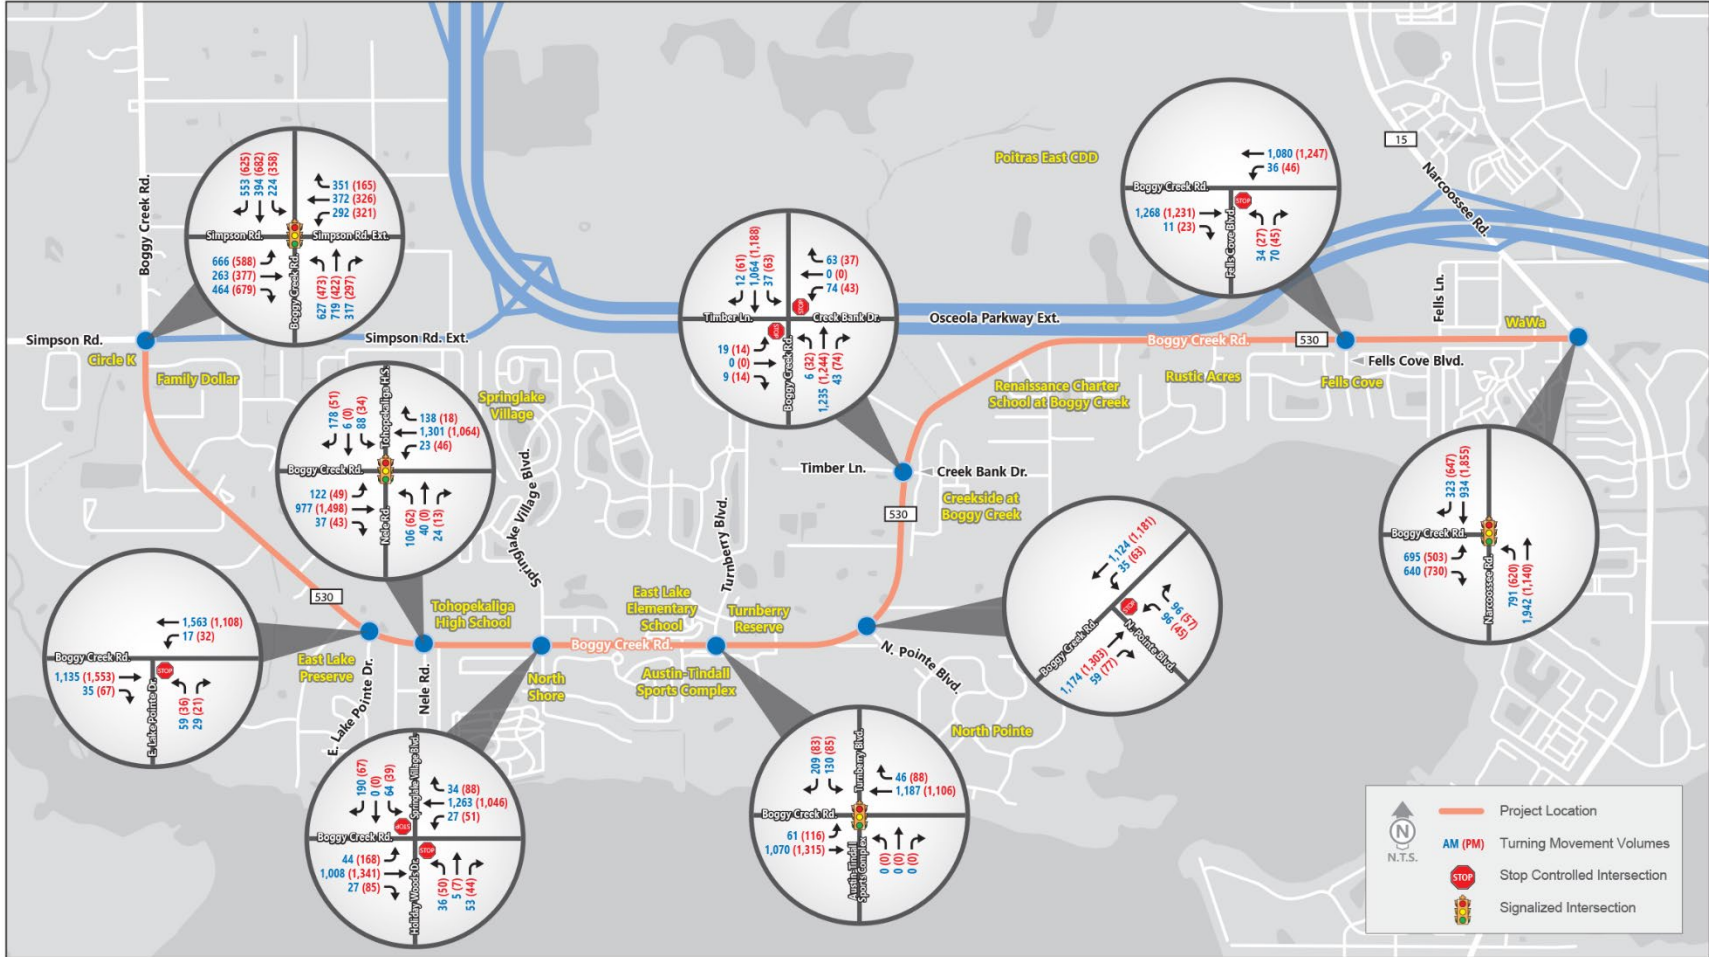 Boggy Creek Rd.
553 (625)
394 (682)
224 (358)
351 (165)
372 (326)
292 (321)
Simpson Rd.
Simpson Rd. Ext.
666 (588)
263 (377)
464 (679)
Boggy Creek Rd.
627 (473)
719 (422)
317 (297)
Simpson Rd.
Simpson Rd. Ext.
Circle K
Family Dollar
178 (51)
6 (0)
88 (34)
Tohopekaliga H.S.
138 (18)
1,301 (1,064)
23 (46)
Boggy Creek Rd.
122 (49)
977 (1,498)
37 (43)
Nele Rd.
106 (62)
40 (0)
24 (13)
Springlake
Village
Springlake Village Blvd.
12 (61)
1,064 (1,188)
37 (63)
63 (37)
0 (0)
74 (43)
STOP
Timber Ln.
Creek Bank Dr.
STOP
19 (14)
0 (0)
9 (14)
Boggy Creek Rd.
6 (32)
1,235 (1,244)
43 (74)
Osceola Parkway Ext.
Poitras East CDD
1,080 (1,247)
36 (46)
Boggy Creek Rd.
STOP
1,268 (1,231)
11 (23)
Fells Cove Blvd.
34 (27)
70 (45)
15
Narcoossee Rd.
Fells Ln.
WaWa
Boggy Creek Rd.
530
Fells Cove Blvd.
Fells Cove
Rustic Acres
Renaissance Charter
School at Boggy Creek
Timber Ln.
Creek Bank Dr.
Creekside at
Boggy Creek
530
323 (647)
934 (1,855)
Boggy Creek Rd.
695 (503)
640 (730)
Narcoossee Rd.
791 (620)
1,942 (1,140)
1,124 (1,181)
35 (63)
STOP
96 (57)
96 (45)
Boggy Creek Rd.
N. Pointe Blvd.
1,174 (1,303)
59 (77)
N. Pointe Blvd.
North Pointe
Turnberry Blvd.
East Lake
Elementary
School
Turnberry
Reserve
Boggy Creek Rd.
Austin-Tindall
Sports Complex
530
Tohopekaliga
High School
East Lake
Preserve
North
Shore
E. Lake Pointe Dr.
Nele Rd.
1,563 (1,108)
17 (32)
Boggy Creek Rd.
STOP
1,135 (1,553)
35 (67)
E. Lake Pointe Dr.
59 (36)
29 (21)
190 (67)
0 (0)
64 (39)
Springlake Village Blvd.
34 (88)
1,263 (1,046)
27 (51)
STOP
Boggy Creek Rd.
STOP
44 (168)
1,008 (1,341)
27 (85)
Holiday Woods Dr.
36 (50)
5 (7)
53 (44)
209 (83)
130 (85)
Turnberry Blvd.
46 (88)
1,187 (1,106)
Boggy Creek Rd.
61 (116)
1,070 (1,315)
Austin-Tindall
Sports Complex
0 (0)
0 (0)
0 (0)
N
N.T.S.
Project Location
AM (PM) Turning Movement Volumes
STOP Stop Controlled Intersection
Signalized Intersection